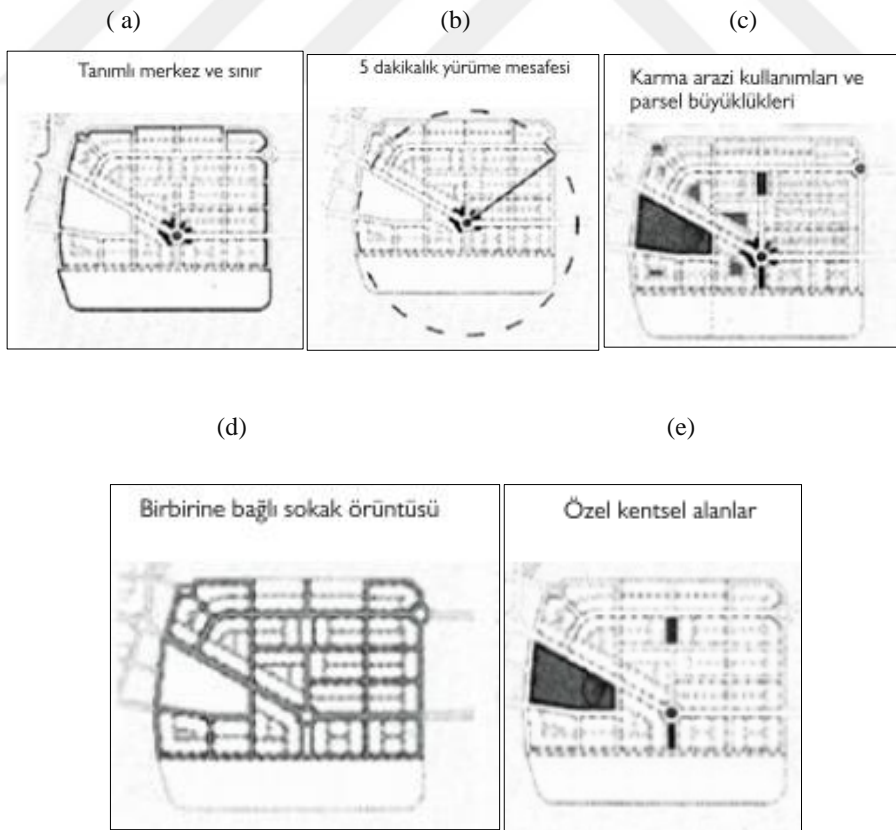 ( a)
(b)
(c)
Tanımlı merkez ve sınır
5 dakikalık yürüme mesafesi
Karma arazi kullanımları ve
parsel büyüklükleri
(d)
(e)
Birbirine bağlı sokak örüntüsü
Özel kentsel alanlar